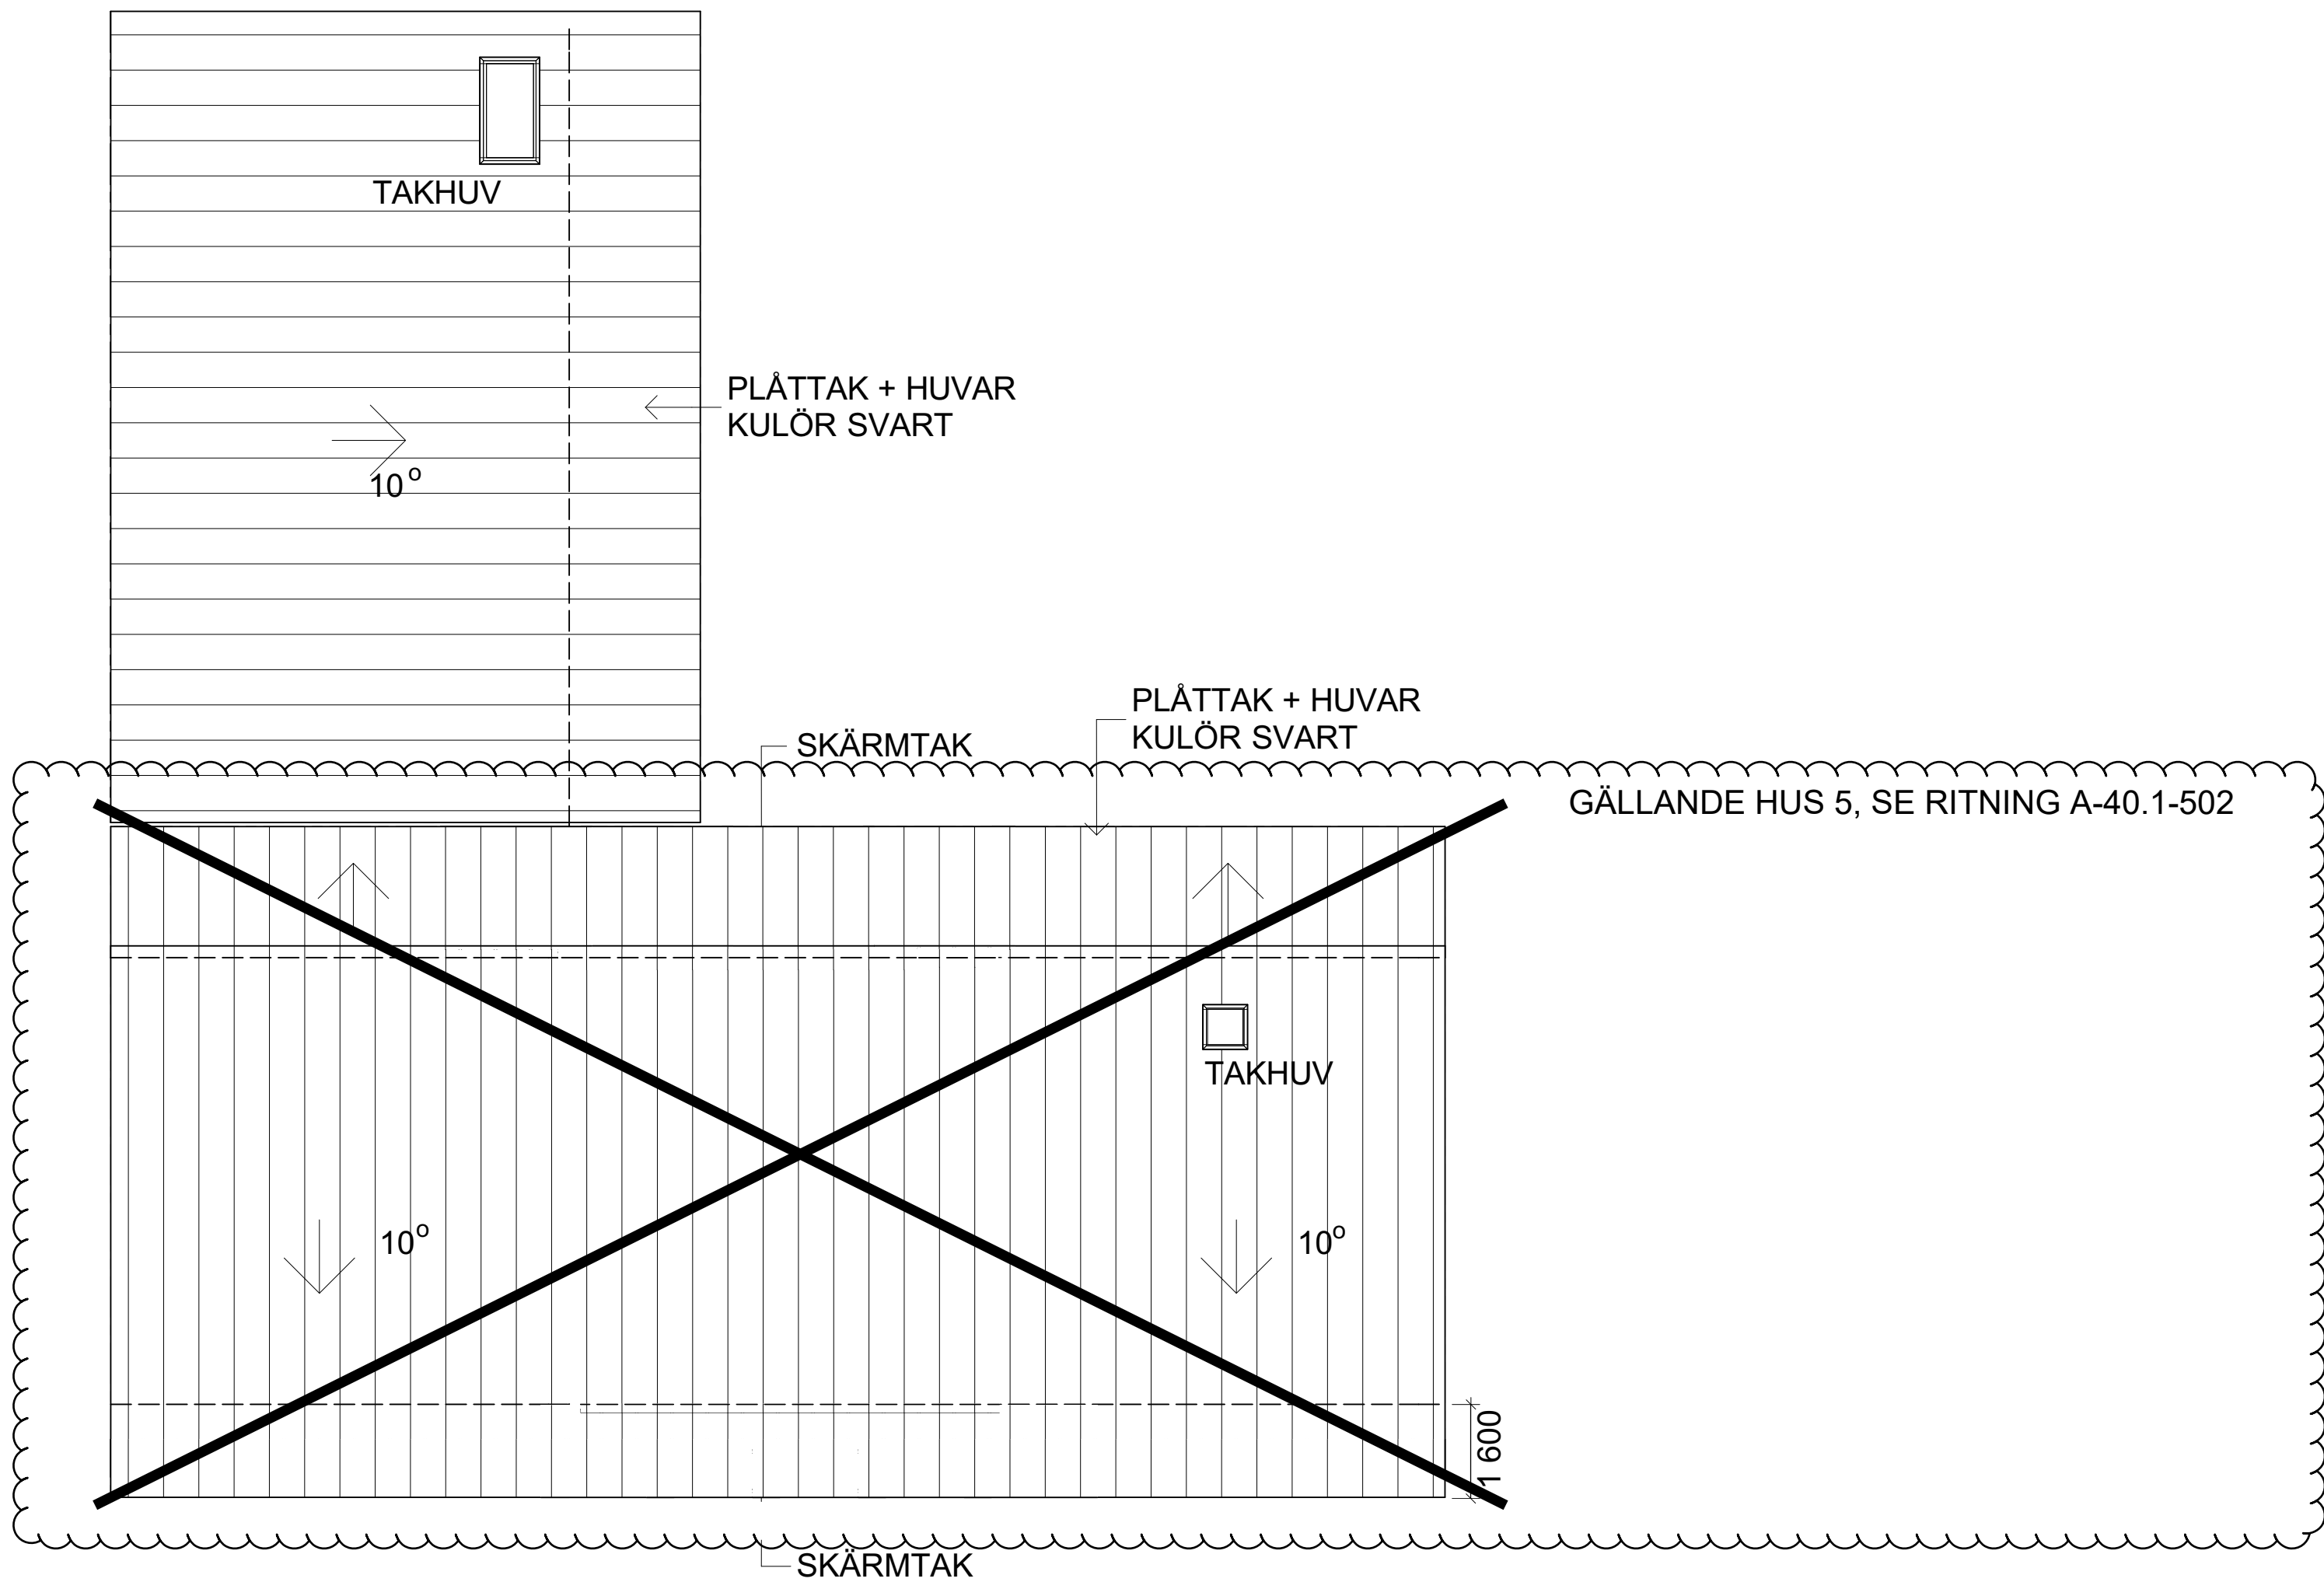 TAKHUV
PLÅTTAK + HUVAR
KULÖR SVART
10°
PLÅTTAK + HUVAR
KULÖR SVART
SKÄRMTAK
GÄLLANDE HUS 5, SE RITNING A-40.1-502
TAKHUV
10°
10°
1 600
SKÄRMTAK